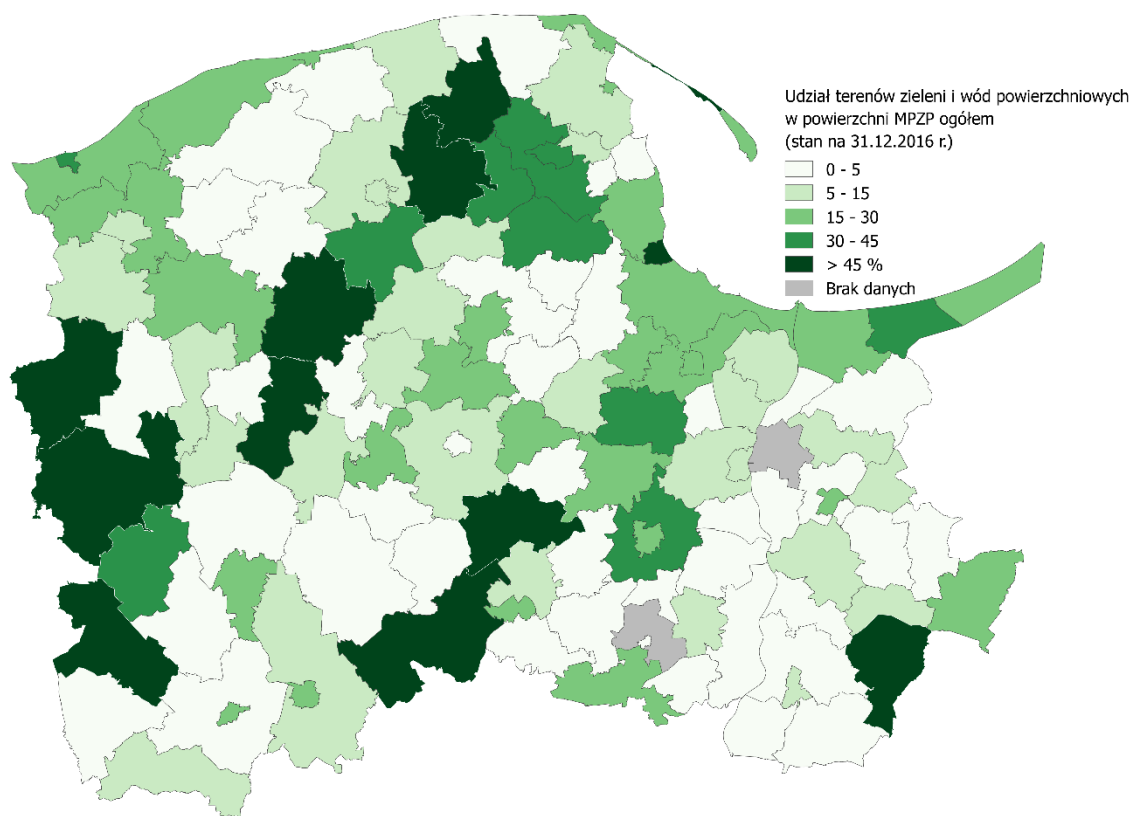 Udział terenów zieleni i wód powierzchniowych
w powierzchni MPZP ogółem
(stan na 31.12.2016 r.)
0 - 5
5 - 15
15 - 30
30 - 45
> 45 %
Brak danych